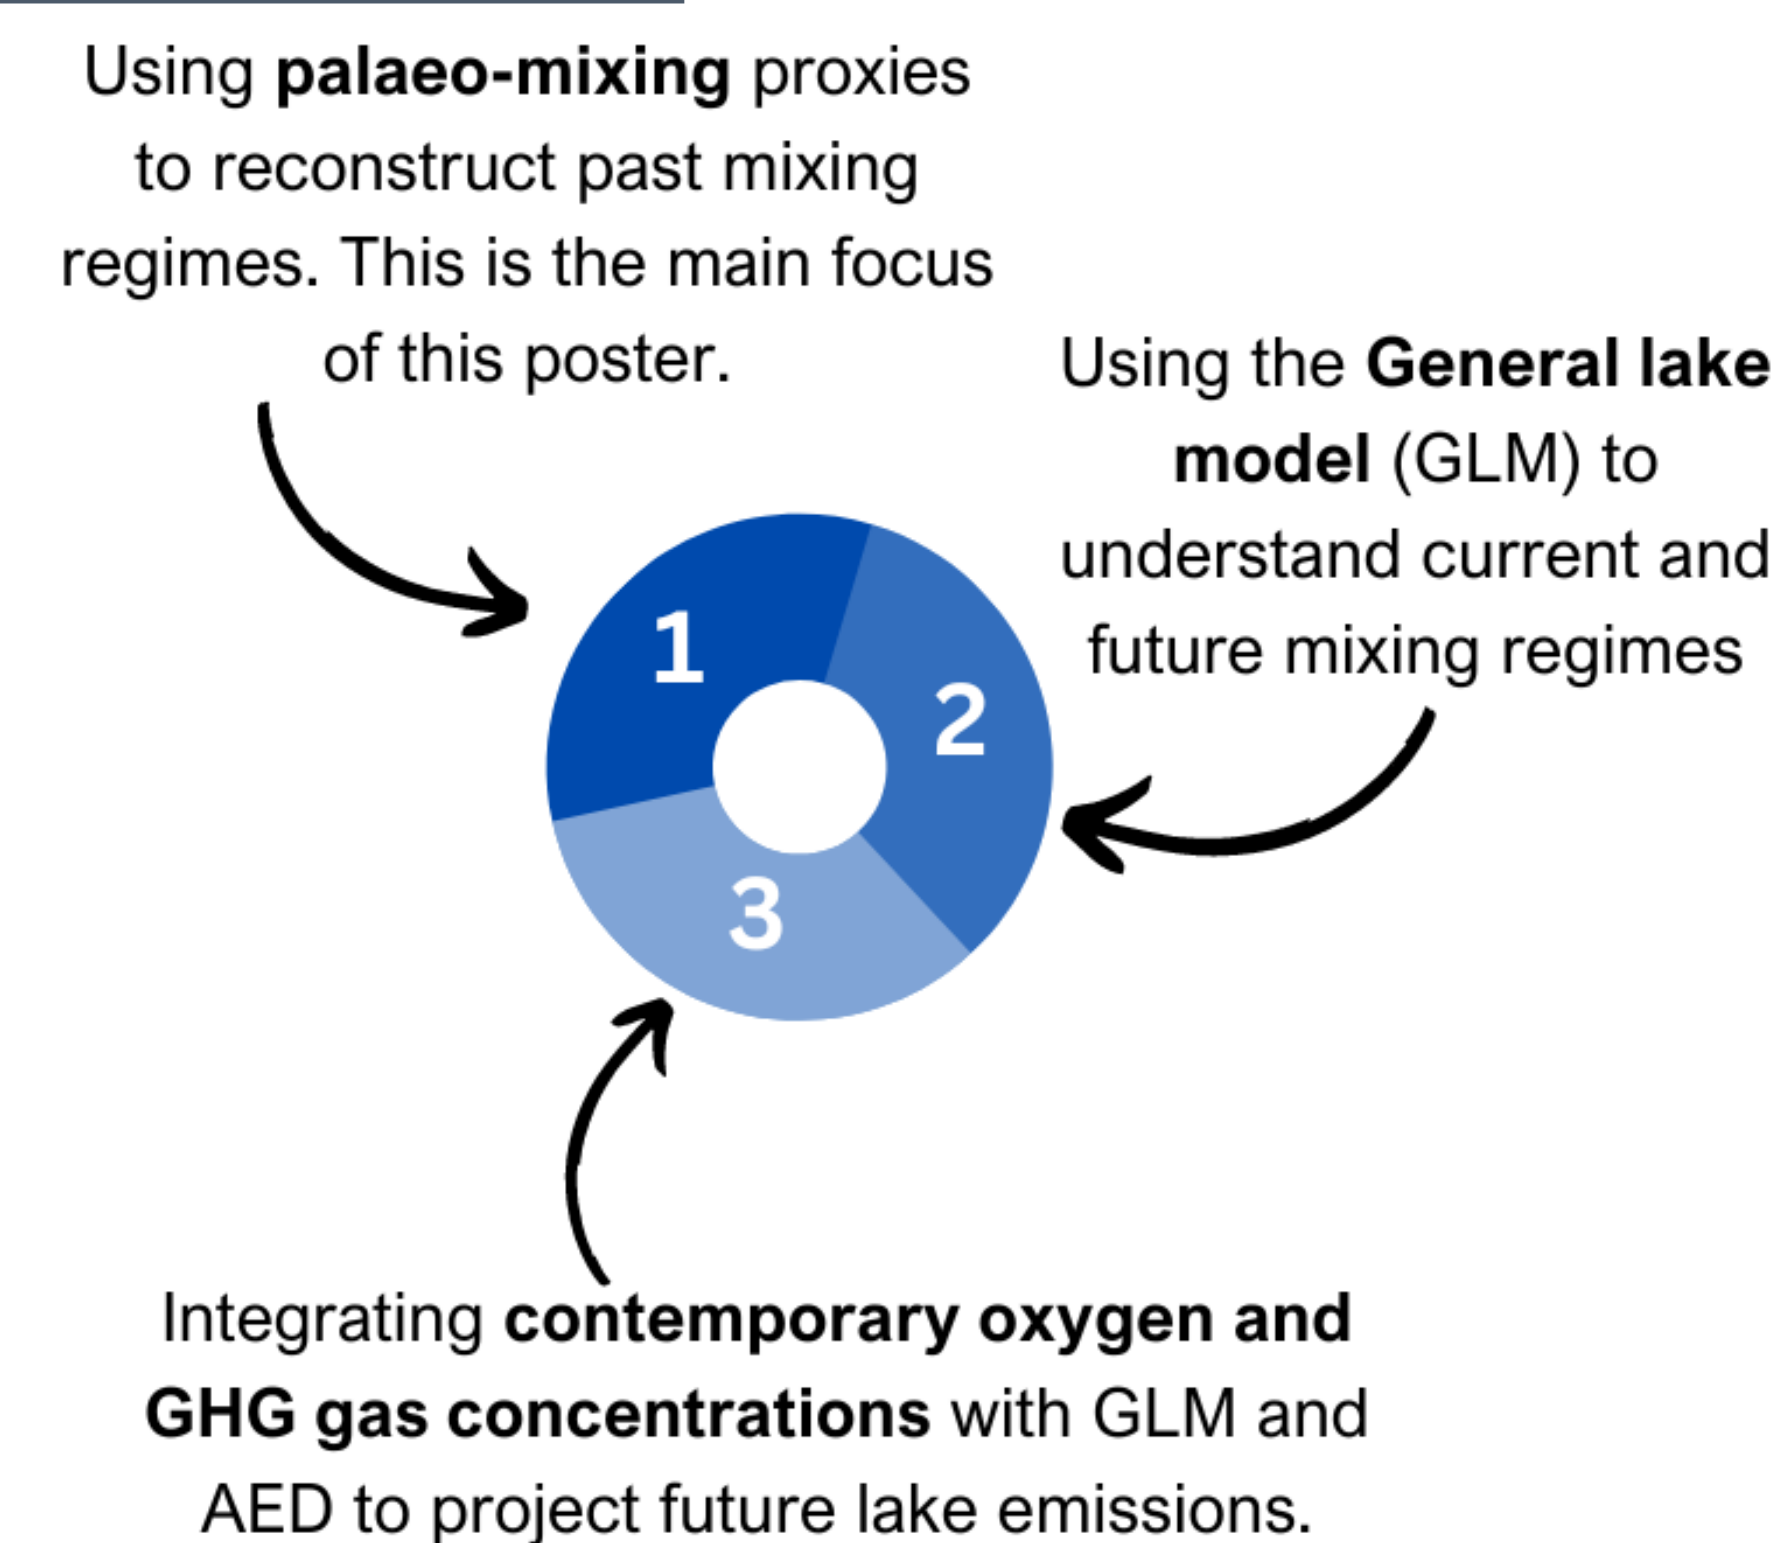 Using palaeo-mixing proxies
to reconstruct past mixing
regimes. This is the main focus
of this poster.
Using the General lake
model (GLM) to
understand current and
future mixing regimes
1
2
3
Integrating contemporary oxygen and
GHG gas concentrations with GLM and
AED to project future lake emissions.